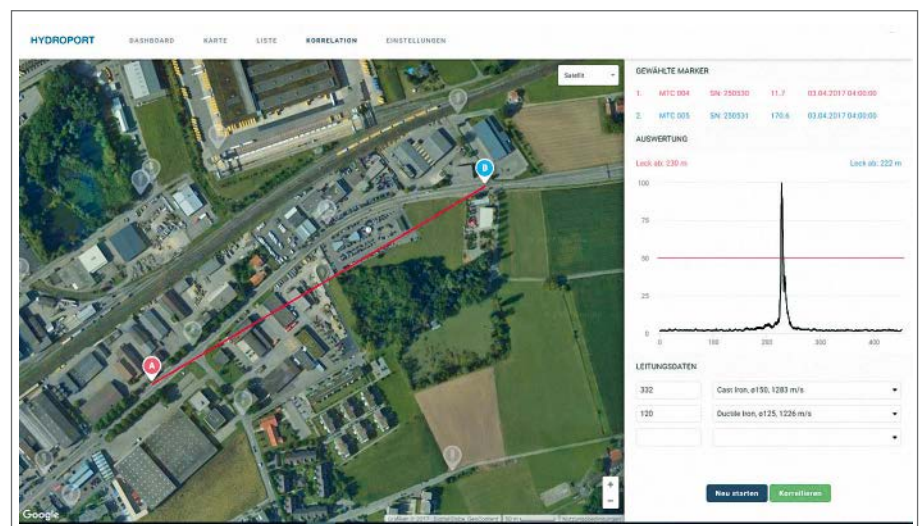 HYDROPORT DASHBOARD KARTE LISTE KORRELATION EINSTELLUNGEN
Satellit
GEWÄHLTE MARKER
1. MTC 004 SN: 250530 11.7 03.04.2017 04:00:00
2. MTC 005 SN: 250531 170.6 03.04.2017 04:00:00
AUSWERTUNG
Leck ab: 230 m Leck ab: 222 m
100
75
50
25
0
0 100 200 300 400
B
A
LEITUNGSDATEN
332 Cast Iron, ø150, 1283 m/s
120 Ductile Iron, ø125, 1226 m/s
Neu starten Korrelieren
+
−
Google 50 m Nutzungsbedingungen